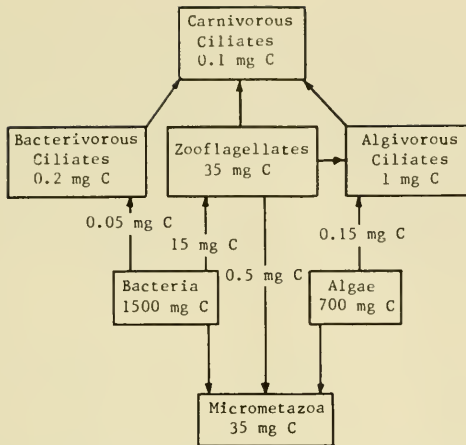 Carnivorous
Ciliates
0.1 mg C
Bacterivorous
Ciliates
0.2 mg C
Zooflagellates
35 mg C
Algivorous
Ciliates
1 mg C
0.05 mg C
15 mg C
0.5 mg C
0.15 mg C
Bacteria
1500 mg C
Algae
700 mg C
Micrometazoa
35 mg C